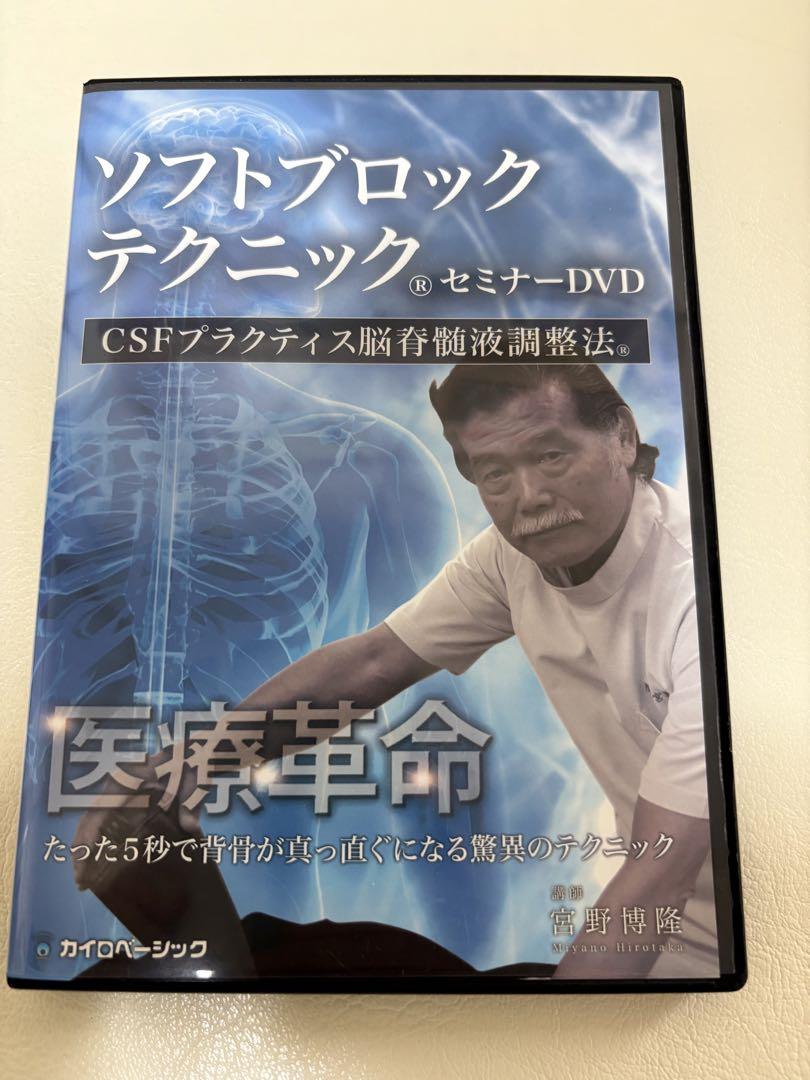 ソフトブロック
テクニック® セミナーDVD
CSFプラクティス脳脊髄液調整法®
医療革命
たった5秒で背骨が真っ直ぐになる驚異のテクニック
講師
宮野博隆
Miyano Hirotaka
カイロベーシック